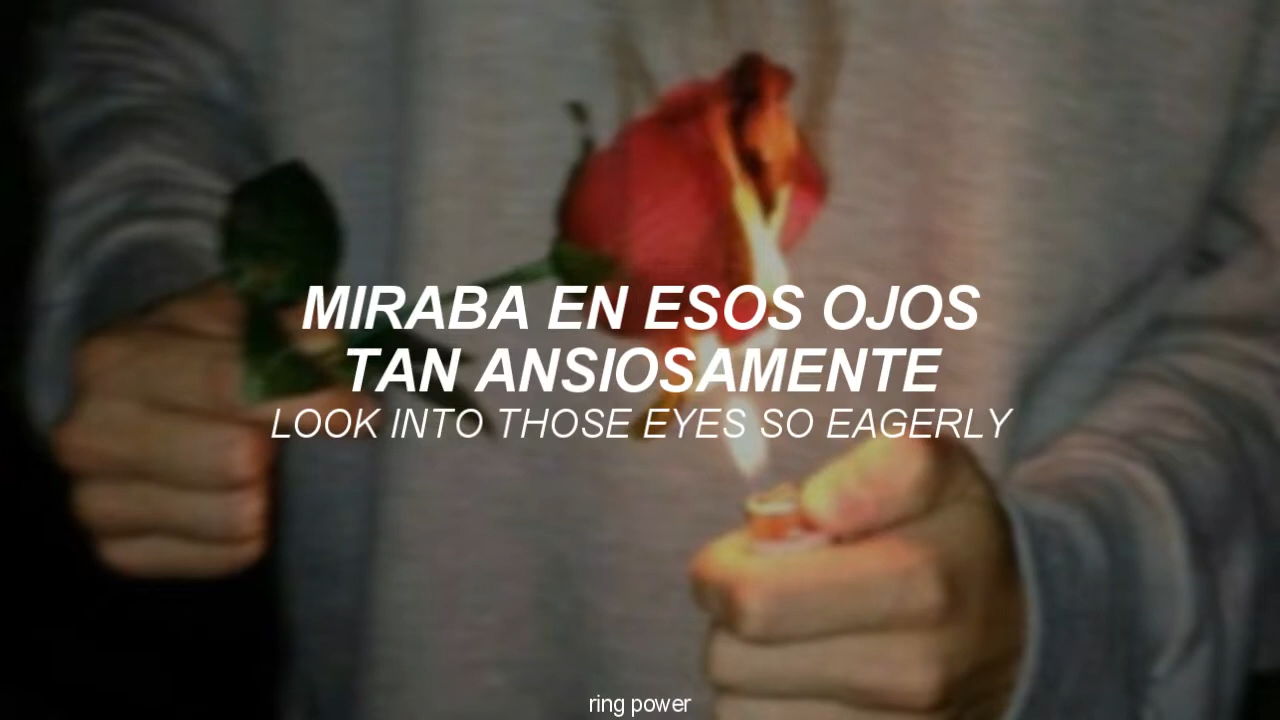 MIRABA EN ESOS OJOS
TAN ANSIOSAMENTE
LOOK INTO THOSE EYES SO EAGERLY
ring power